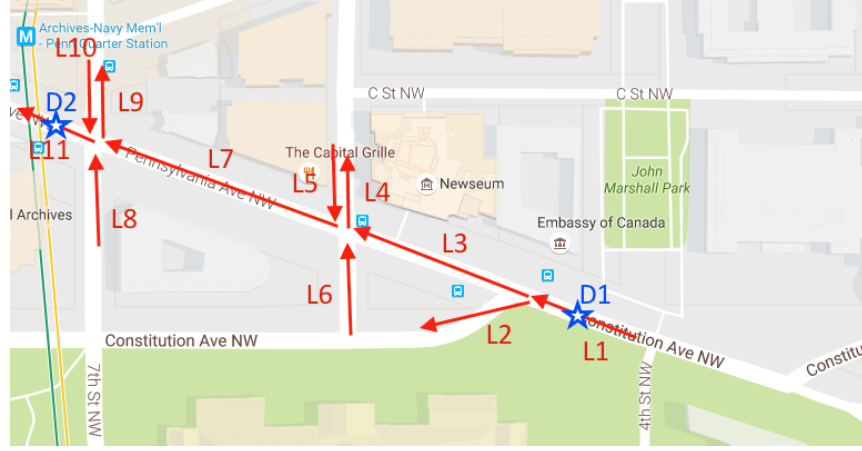 Archives-Navy Mem'l
- Penn Quarter Station
M
L10
L9
D2
L11
L7
Pennsylvania Ave NW
L8
l Archives
The Capital Grille
L5
L4
C St NW
C St NW
Newseum
John
Marshall Park
Embassy of Canada
L3
D1
L6
L2
L1
Constitution Ave NW
onstitution Ave NW
Constitu
7th St NW
4th St NW